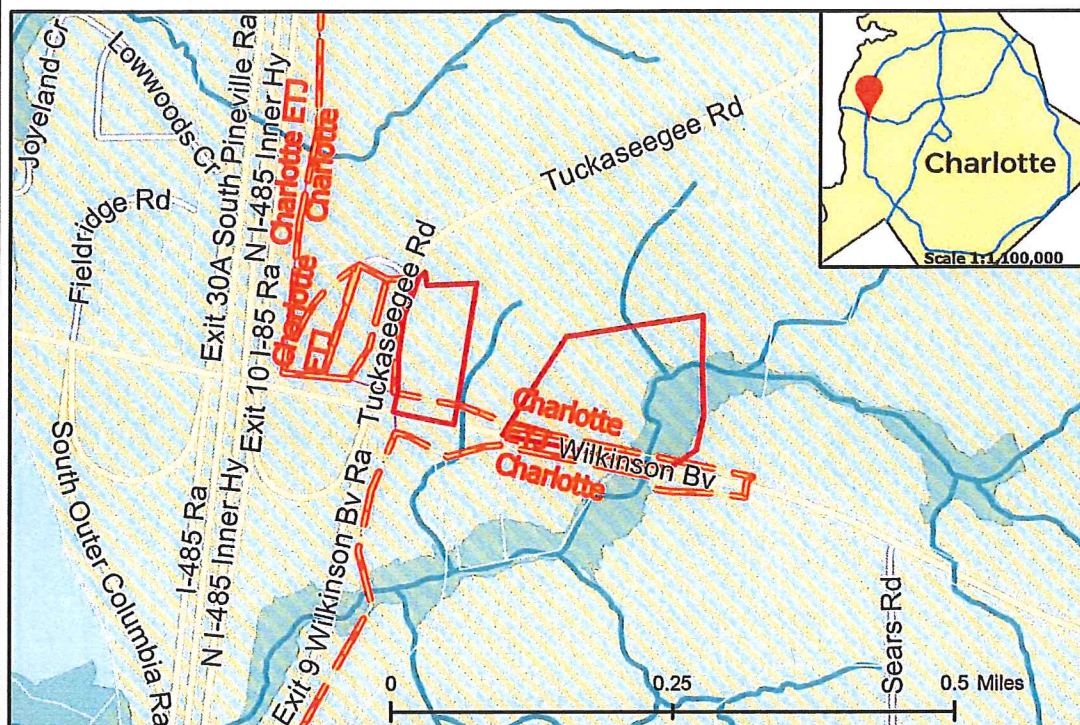 Joyeland Cr
Lowwoods Cr
Exit 30A South Pineville Ra
N I-485 Inner Hy
Charlotte ETJ
Charlotte
Tuckaseegee Rd
Charlotte
Scale 1:1,100,000
Fieldridge Rd
Exit 10 I-85 Ra
Charlotte
ETJ
Tuckaseegee Rd
Charlotte
ETJ
Wilkinson Bv
Charlotte
South Outer Columbia Ra
I-485 Ra
N I-485 Inner Hy
Exit 9 Wilkinson Bv Ra
Sears Rd
0
0.25
0.5 Miles